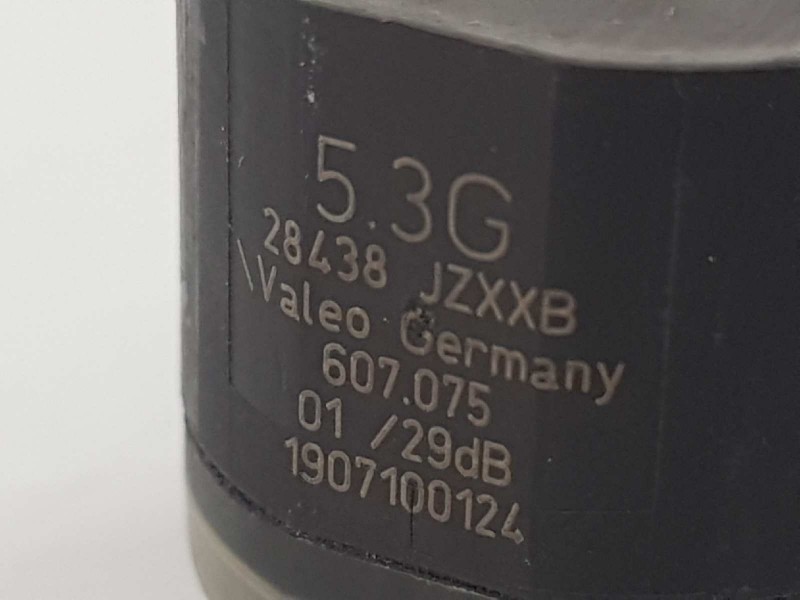 5.3G
28438 JZXXB
\Valeo Germany
607.075
01 /29dB
1907100124